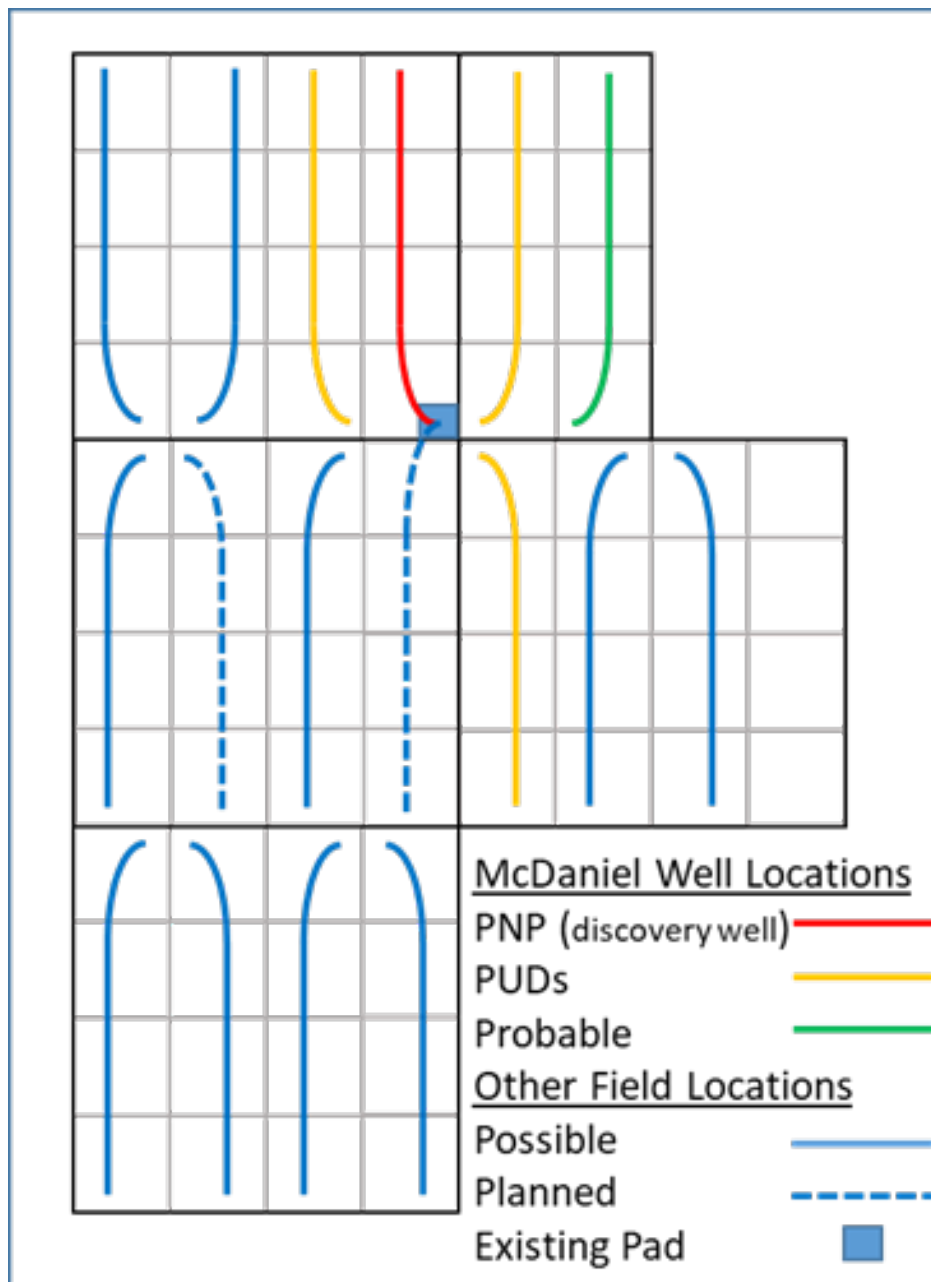 McDaniel Well Locations
PNP (discovery well)
PUDs
Probable
Other Field Locations
Possible
Planned
Existing Pad